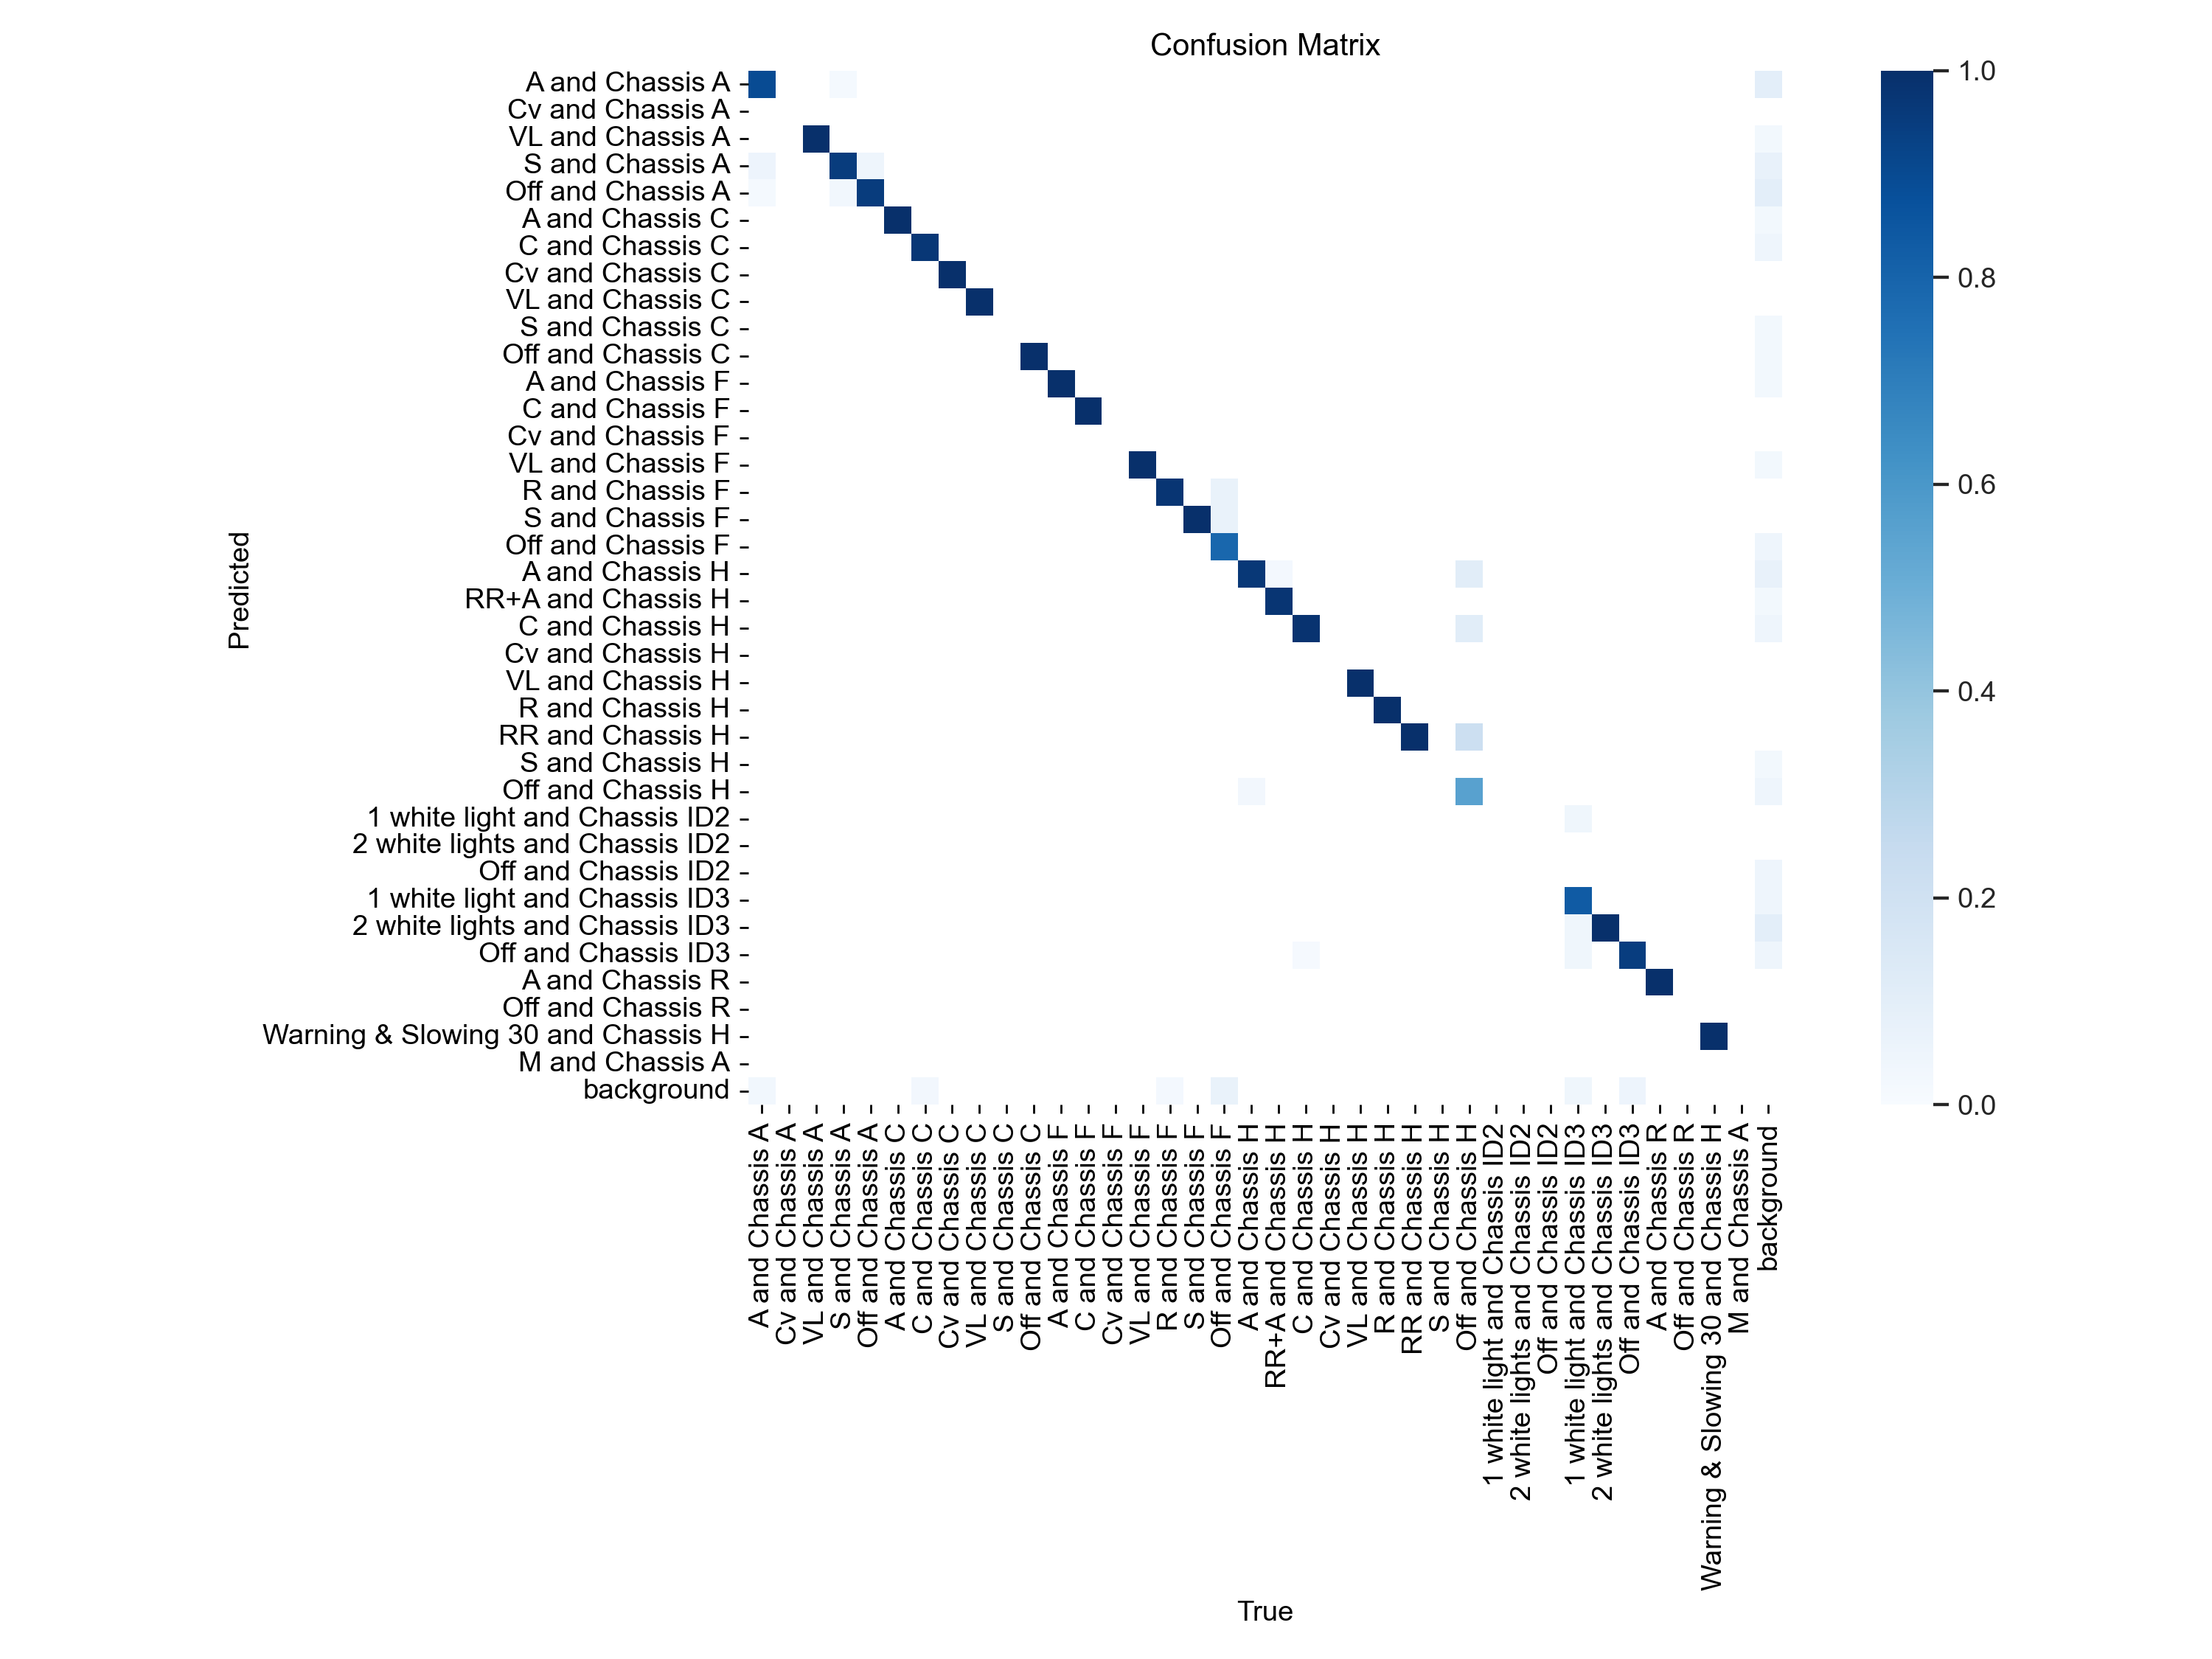 Confusion Matrix
Predicted
A and Chassis A
Cv and Chassis A
VL and Chassis A
S and Chassis A
Off and Chassis A
A and Chassis C
C and Chassis C
Cv and Chassis C
VL and Chassis C
S and Chassis C
Off and Chassis C
A and Chassis F
C and Chassis F
Cv and Chassis F
VL and Chassis F
R and Chassis F
S and Chassis F
Off and Chassis F
A and Chassis H
RR+A and Chassis H
C and Chassis H
Cv and Chassis H
VL and Chassis H
R and Chassis H
RR and Chassis H
S and Chassis H
Off and Chassis H
1 white light and Chassis ID2
2 white lights and Chassis ID2
Off and Chassis ID2
1 white light and Chassis ID3
2 white lights and Chassis ID3
Off and Chassis ID3
A and Chassis R
Off and Chassis R
Warning & Slowing 30 and Chassis H
M and Chassis A
background
A and Chassis A
Cv and Chassis A
VL and Chassis A
S and Chassis A
Off and Chassis A
A and Chassis C
C and Chassis C
Cv and Chassis C
VL and Chassis C
S and Chassis C
Off and Chassis C
A and Chassis F
C and Chassis F
Cv and Chassis F
VL and Chassis F
R and Chassis F
S and Chassis F
Off and Chassis F
A and Chassis H
RR+A and Chassis H
C and Chassis H
Cv and Chassis H
VL and Chassis H
R and Chassis H
RR and Chassis H
S and Chassis H
Off and Chassis H
1 white light and Chassis ID2
2 white lights and Chassis ID2
Off and Chassis ID2
1 white light and Chassis ID3
2 white lights and Chassis ID3
Off and Chassis ID3
A and Chassis R
Off and Chassis R
Warning & Slowing 30 and Chassis H
M and Chassis A
background
True
1.0
0.8
0.6
0.4
0.2
0.0